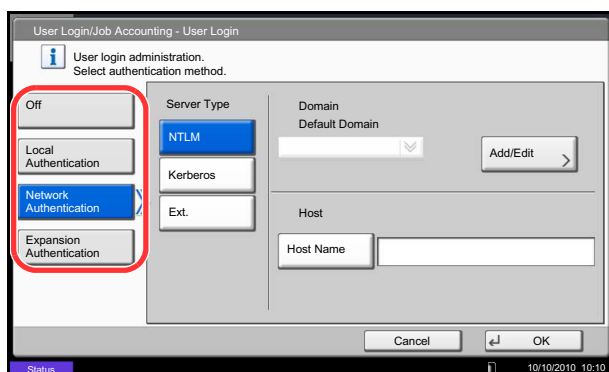 User Login/Job Accounting - User Login
User login administration.
Select authentication method.
Off
Local
Authentication
Network
Authentication
Expansion
Authentication
Server Type
NTLM
Kerberos
Ext.
Domain
Default Domain
Add/Edit
Host
Host Name
Cancel
OK
Status
10/10/2010 10:10